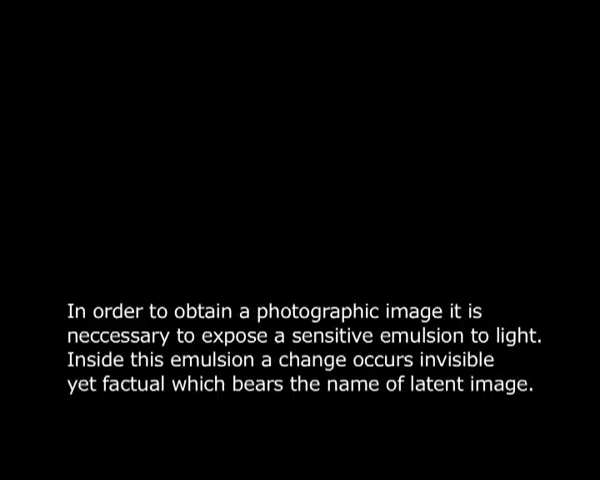 In order to obtain a photographic image it is
neccessary to expose a sensitive emulsion to light.
Inside this emulsion a change occurs invisible
yet factual which bears the name of latent image.